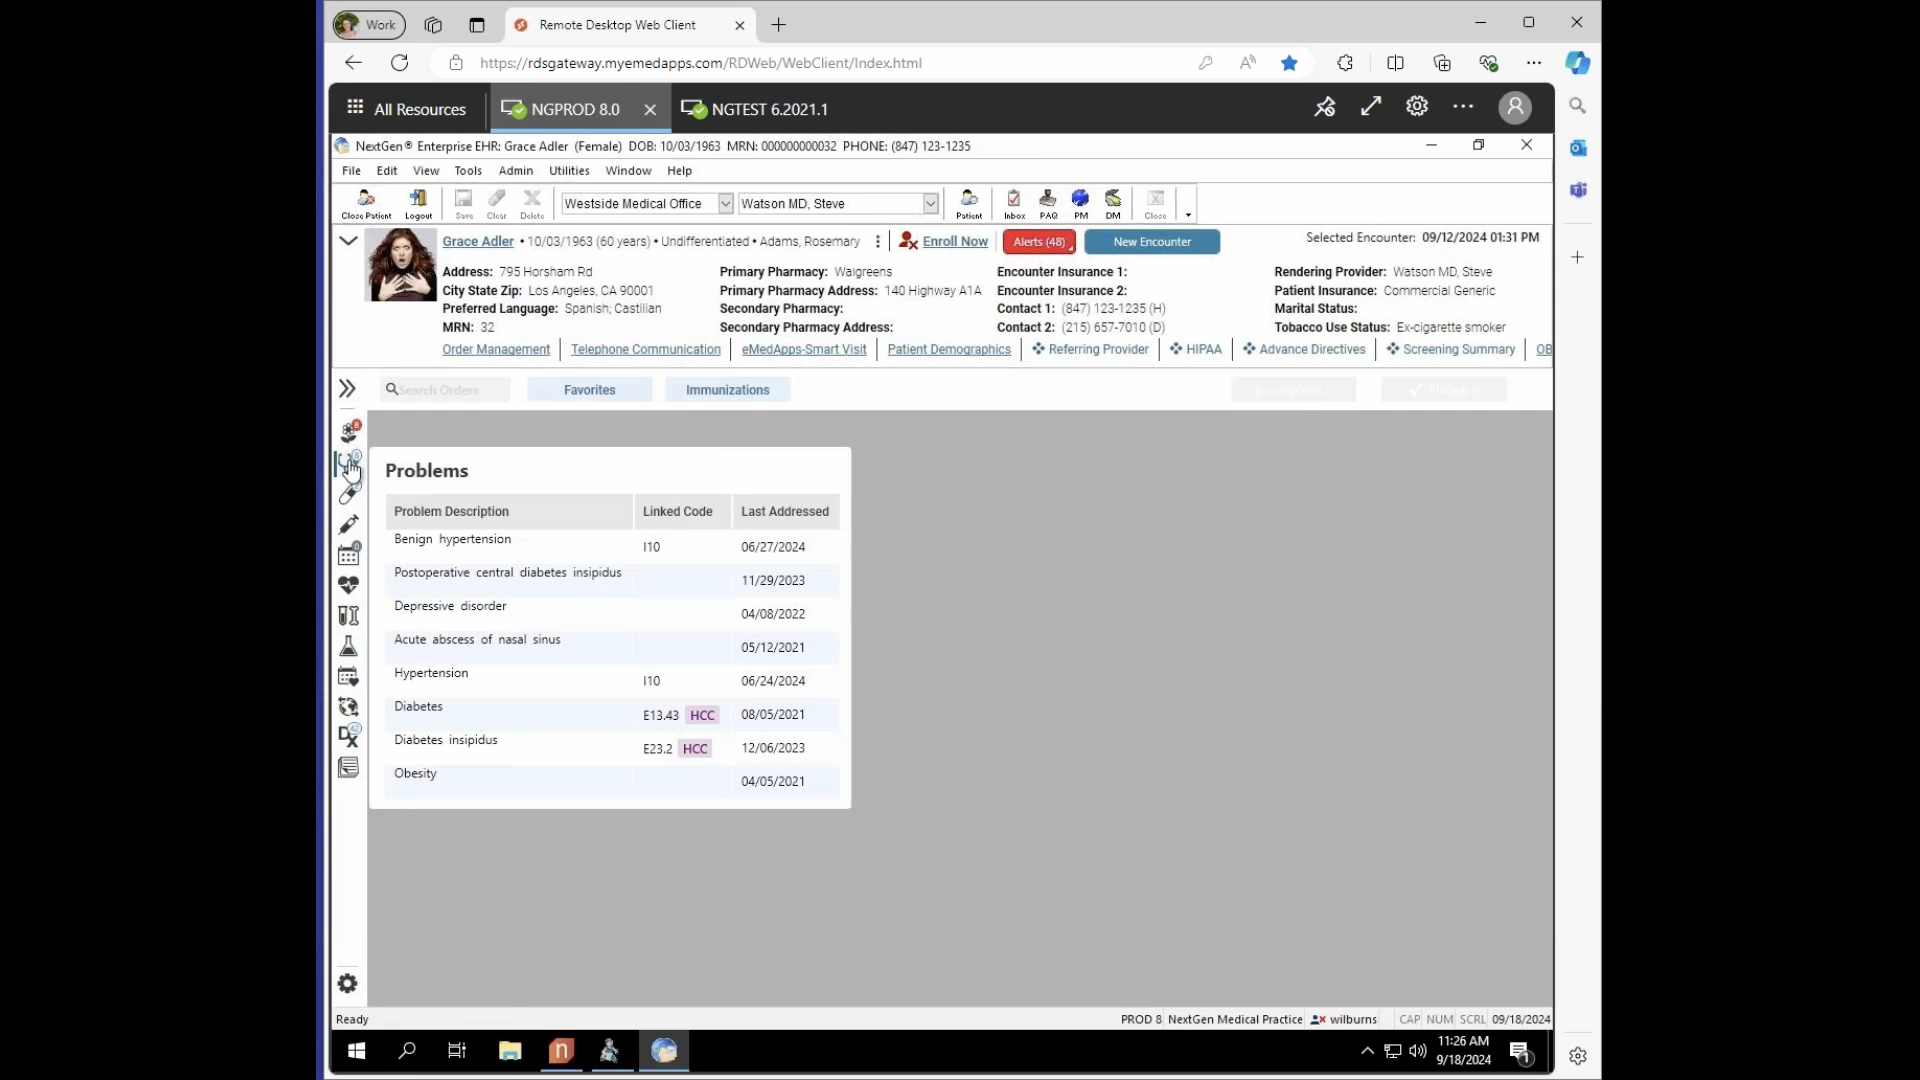 Work
Remote Desktop Web Client
https://rdsgateway.myemedapps.com/RDWeb/WebClient/Index.html
All Resources
NGPROD 8.0
NGTEST 6.2021.1
NextGen® Enterprise EHR: Grace Adler (Female) DOB: 10/03/1963 MRN: 000000000032 PHONE: (847) 123-1235
File Edit View Tools Admin Utilities Window Help
Westside Medical Office
Watson MD, Steve
Close Patient Logout Save Clear Delete Patient Inbox PAQ PM DM Close
Grace Adler • 10/03/1963 (60 years) • Undifferentiated • Adams, Rosemary
Enroll Now
Alerts (48)
New Encounter
Selected Encounter: 09/12/2024 01:31 PM
Address: 795 Horsham Rd
City State Zip: Los Angeles, CA 90001
Preferred Language: Spanish; Castilian
MRN: 32
Primary Pharmacy: Walgreens
Primary Pharmacy Address: 140 Highway A1A
Secondary Pharmacy:
Secondary Pharmacy Address:
Encounter Insurance 1:
Encounter Insurance 2:
Contact 1: (847) 123-1235 (H)
Contact 2: (215) 657-7010 (D)
Rendering Provider: Watson MD, Steve
Patient Insurance: Commercial Generic
Marital Status:
Tobacco Use Status: Ex-cigarette smoker
Order Management Telephone Communication eMedApps-Smart Visit Patient Demographics Referring Provider HIPAA Advance Directives Screening Summary OB
Search Orders
Favorites
Immunizations
8
8
0
42
Problems
Problem Description Linked Code Last Addressed
Benign hypertension I10 06/27/2024
Postoperative central diabetes insipidus 11/29/2023
Depressive disorder 04/08/2022
Acute abscess of nasal sinus 05/12/2021
Hypertension I10 06/24/2024
Diabetes E13.43 HCC 08/05/2021
Diabetes insipidus E23.2 HCC 12/06/2023
Obesity 04/05/2021
Ready
PROD 8 NextGen Medical Practice wilburns CAP NUM SCRL 09/18/2024
11:26 AM
9/18/2024
1